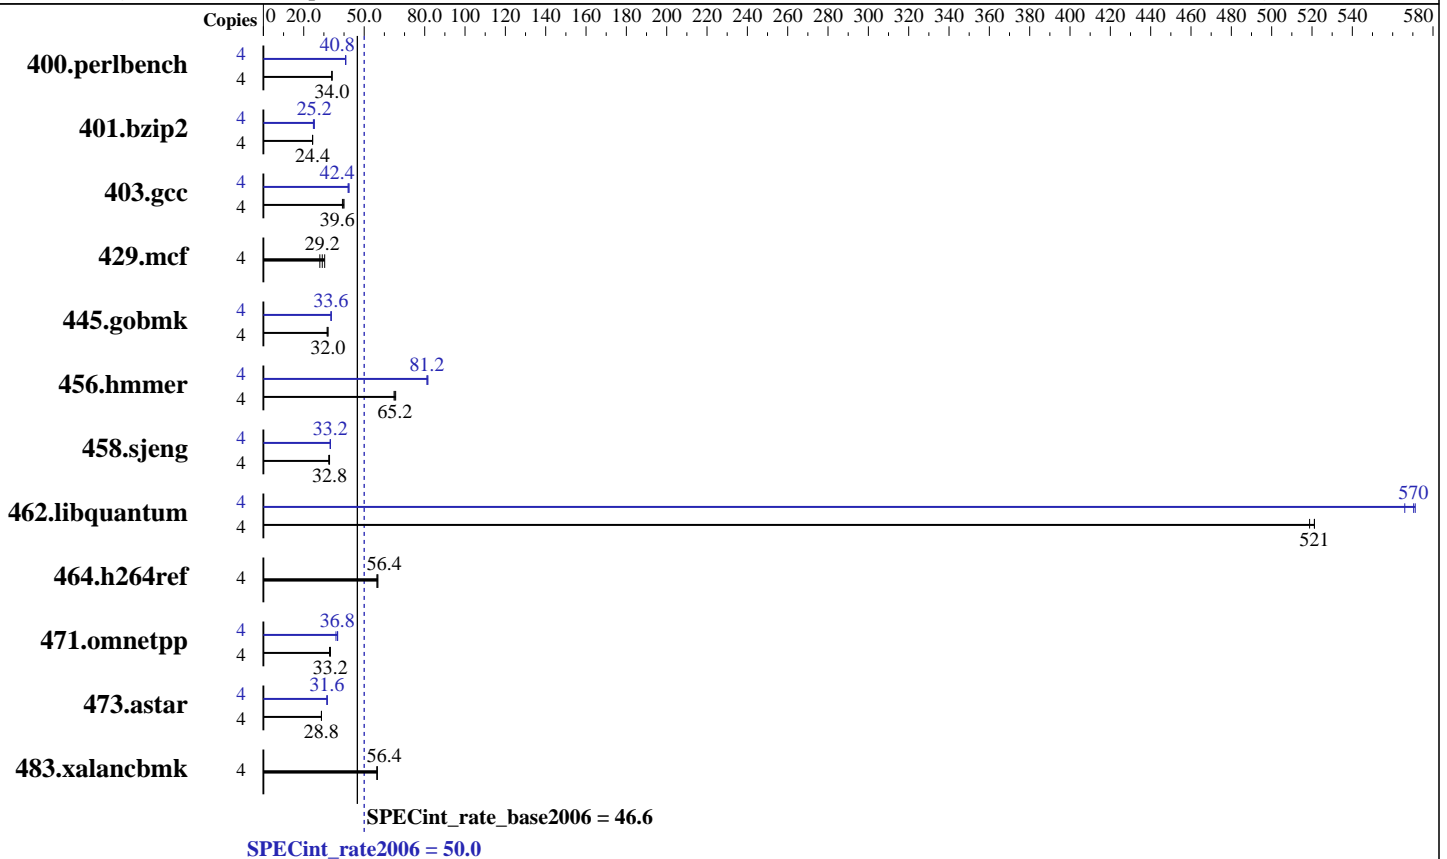 Copies 0 20.0 50.0 80.0 100 120 140 160 180 200 220 240 260 280 300 320 340 360 380 400 420 440 460 480 500 520 540 580
400.perlbench 4 40.8
4 34.0
401.bzip2 4 25.2
4 24.4
403.gcc 4 42.4
4 39.6
429.mcf 4 29.2
445.gobmk 4 33.6
4 32.0
456.hmmer 4 81.2
4 65.2
458.sjeng 4 33.2
4 32.8
462.libquantum 4 570
4 521
464.h264ref 4 56.4
471.omnetpp 4 36.8
4 33.2
473.astar 4 31.6
4 28.8
483.xalancbmk 4 56.4
SPECint_rate_base2006 = 46.6
SPECint_rate2006 = 50.0